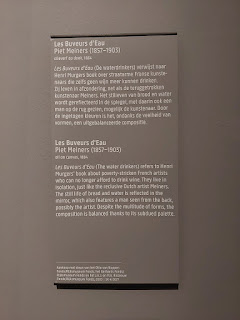 Les Buveurs d'Eau
Piet Meiners (1857–1903)
olieverf op doek, 1884
Les Buveurs d'Eau (De waterdrinkers) verwijst naar
Henri Murgers boek over straatarme Franse kunste-
naars die zelfs geen wijn meer kunnen drinken.
Zij leven in afzondering, net als de teruggetrokken
kunstenaar Meiners. Het stilleven van brood en water
wordt gereflecteerd in de spiegel, met daarin ook een
man op de rug gezien, mogelijk de kunstenaar. Door
de ingetogen kleuren is het, ondanks de veelheid van
vormen, een uitgebalanceerde compositie.
Les Buveurs d'Eau
Piet Meiners (1857–1903)
oil on canvas, 1884
Les Buveurs d'Eau (The water drinkers) refers to Henri
Murgers' book about poverty-stricken French artists
who can no longer afford to drink wine. They live in
isolation, just like the reclusive Dutch artist Meiners.
The still life of bread and water is reflected in the
mirror, which also features a man seen from the back,
possibly the artist. Despite the multitude of forms, the
composition is balanced thanks to its subdued palette.